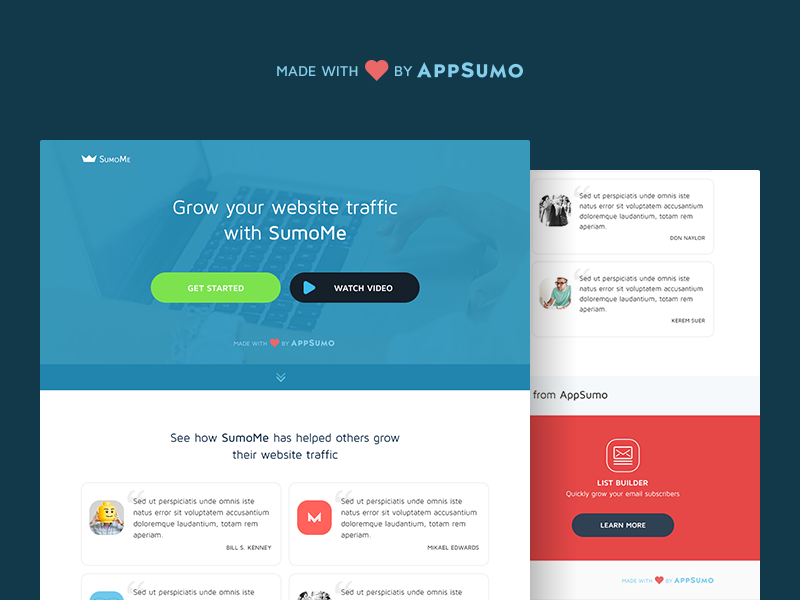 MADE WITH BY APPSUMO
SUMOME
Grow your website traffic
with SumoMe
GET STARTED
WATCH VIDEO
MADE WITH BY APPSUMO
See how SumoMe has helped others grow
their website traffic
Sed ut perspiciatis unde omnis iste
natus error sit voluptatem accusantium
doloremque laudantium, totam rem
aperiam.
BILL S. KENNEY
Sed ut perspiciatis unde omnis iste
natus error sit voluptatem accusantium
doloremque laudantium, totam rem
aperiam.
MIKAEL EDWARDS
Sed ut perspiciatis unde omnis iste
Sed ut perspiciatis unde omnis iste
Sed ut perspiciatis unde omnis iste
natus error sit voluptatem accusantium
doloremque laudantium, totam rem
aperiam.
DON NAYLOR
Sed ut perspiciatis unde omnis iste
natus error sit voluptatem accusantium
doloremque laudantium, totam rem
aperiam.
KEREM SUER
from AppSumo
LIST BUILDER
Quickly grow your email subscribers
LEARN MORE
MADE WITH BY APPSUMO